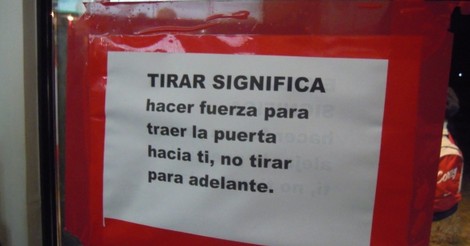 TIRAR SIGNIFICA
hacer fuerza para
traer la puerta
hacia ti, no tirar
para adelante.